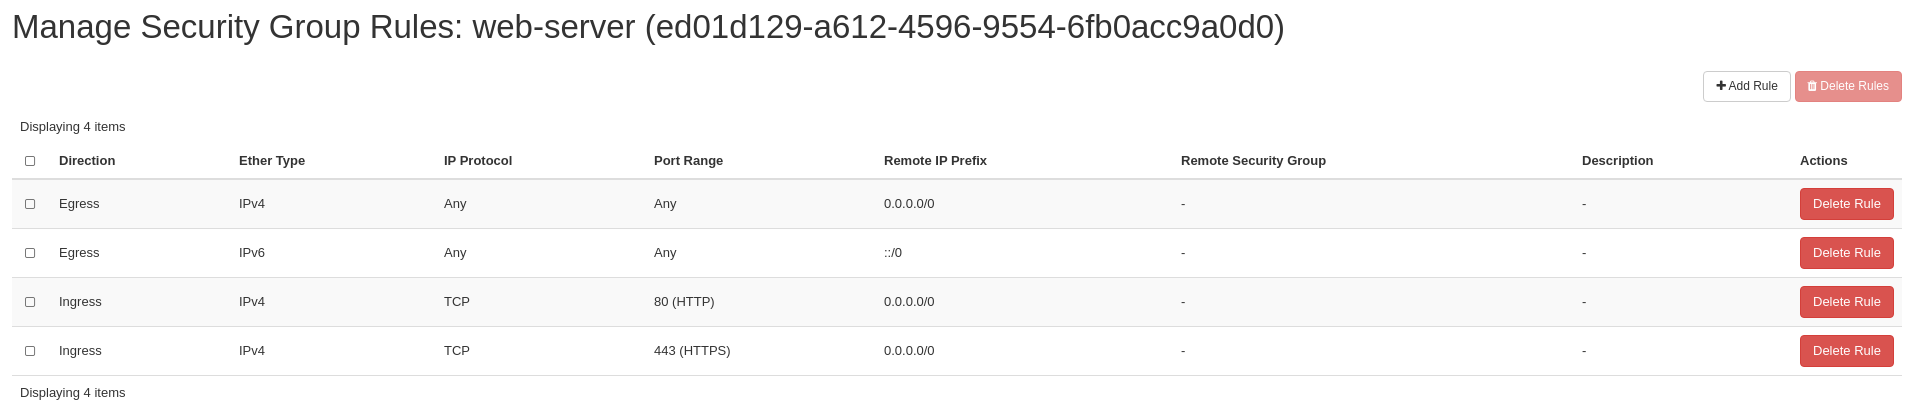 Manage Security Group Rules: web-server (ed01d129-a612-4596-9554-6fb0acc9a0d0)
Add Rule Delete Rules
Displaying 4 items
Direction Ether Type IP Protocol Port Range Remote IP Prefix Remote Security Group Description Actions
Egress IPv4 Any Any 0.0.0.0/0 - - Delete Rule
Egress IPv6 Any Any ::/0 - - Delete Rule
Ingress IPv4 TCP 80 (HTTP) 0.0.0.0/0 - - Delete Rule
Ingress IPv4 TCP 443 (HTTPS) 0.0.0.0/0 - - Delete Rule
Displaying 4 items